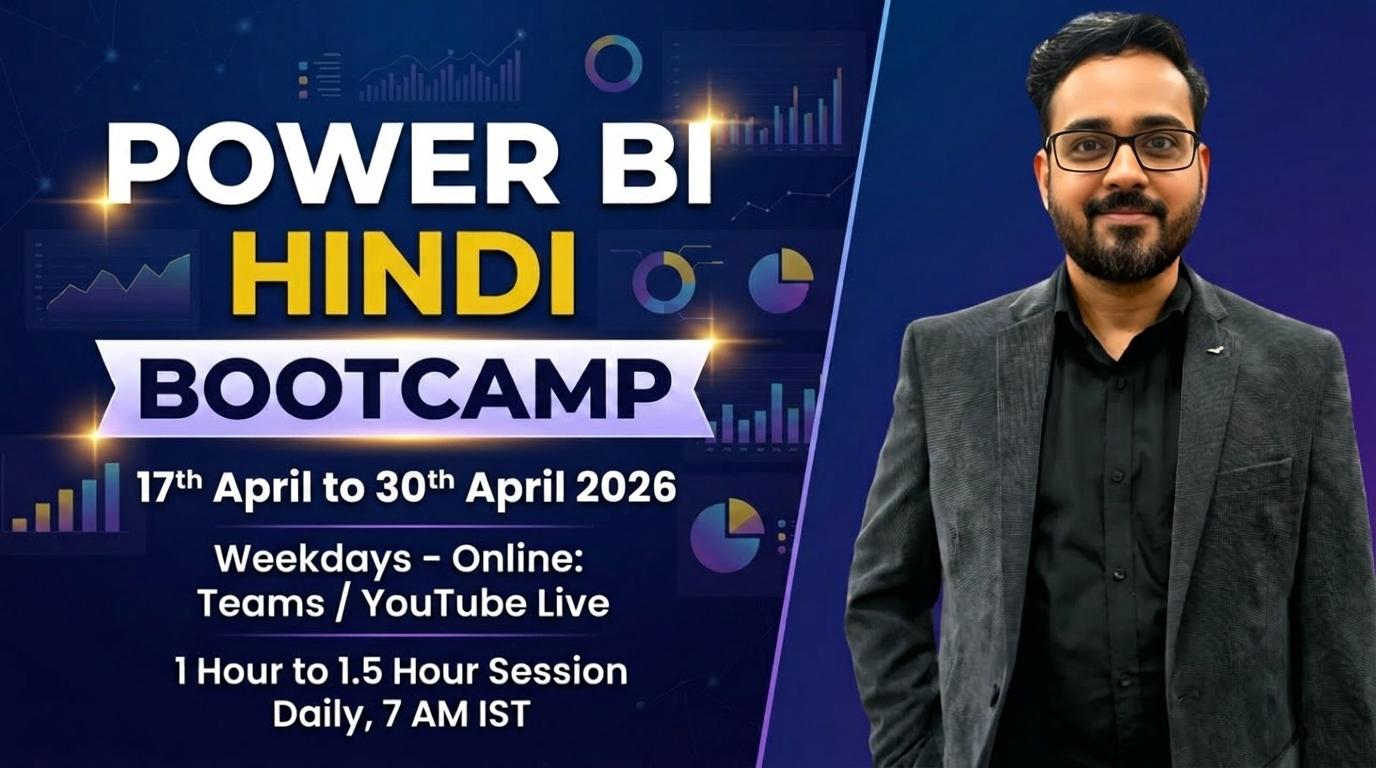 POWER BI
HINDI
BOOTCAMP
17th April to 30th April 2026
Weekdays - Online:
Teams / YouTube Live
1 Hour to 1.5 Hour Session
Daily, 7 AM IST